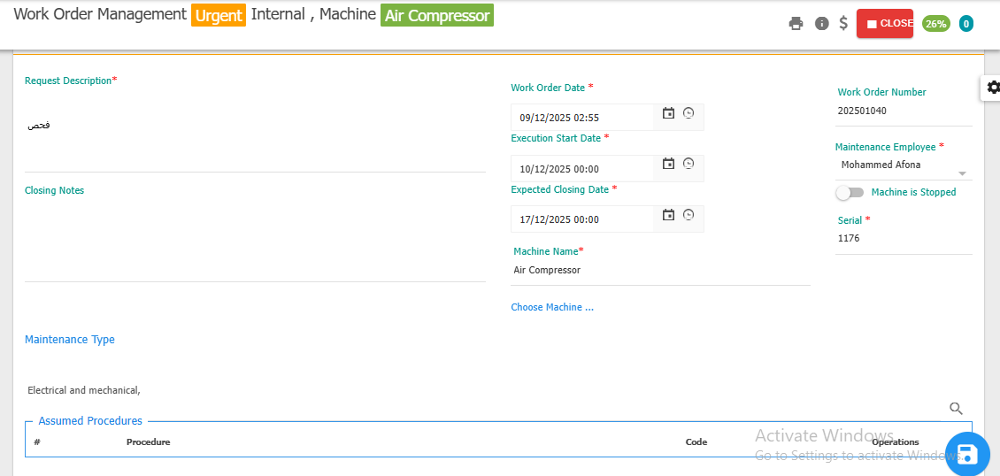 Work Order Management Urgent Internal , Machine Air Compressor
$ CLOSE 26% 0
Request Description*
فحص
Closing Notes
Work Order Date *
09/12/2025 02:55
Execution Start Date *
10/12/2025 00:00
Expected Closing Date *
17/12/2025 00:00
Machine Name*
Air Compressor
Choose Machine ...
Work Order Number
202501040
Maintenance Employee *
Mohammed Afona
Machine is Stopped
Serial *
1176
Maintenance Type
Electrical and mechanical,
Assumed Procedures
# Procedure Code Operations
Activate Windows
Go to Settings to activate Windows.